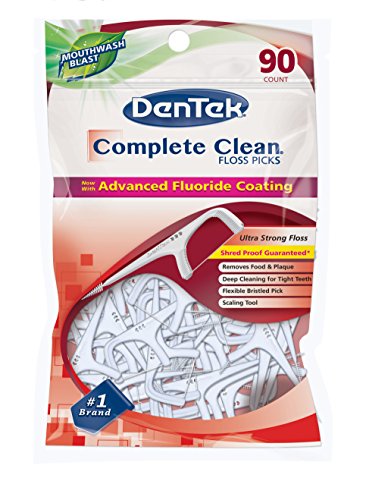 MOUTHWASH
BLAST
90
COUNT
DenTek
Complete Clean®
FLOSS PICKS
Now
With
Advanced Fluoride Coating
Ultra Strong Floss
Shred Proof Guaranteed*
Removes Food & Plaque
Deep Cleaning for Tight Teeth
Flexible Bristled Pick
Scaling Tool
#1
Brand